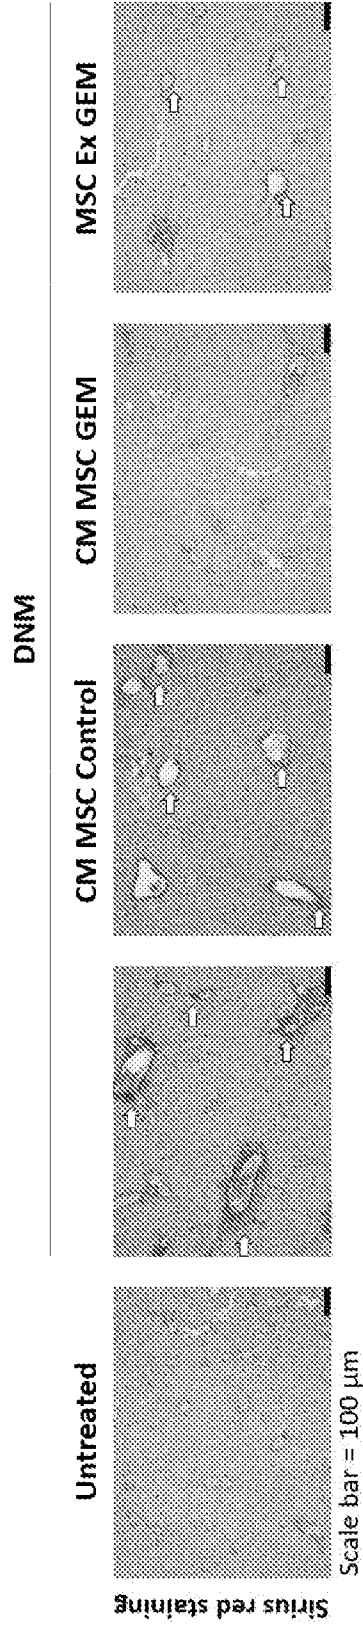 DNM
Untreated
CM MSC Control
CM MSC GEM
MSC Ex GEM
Sirius red staining
Scale bar = 100 µm